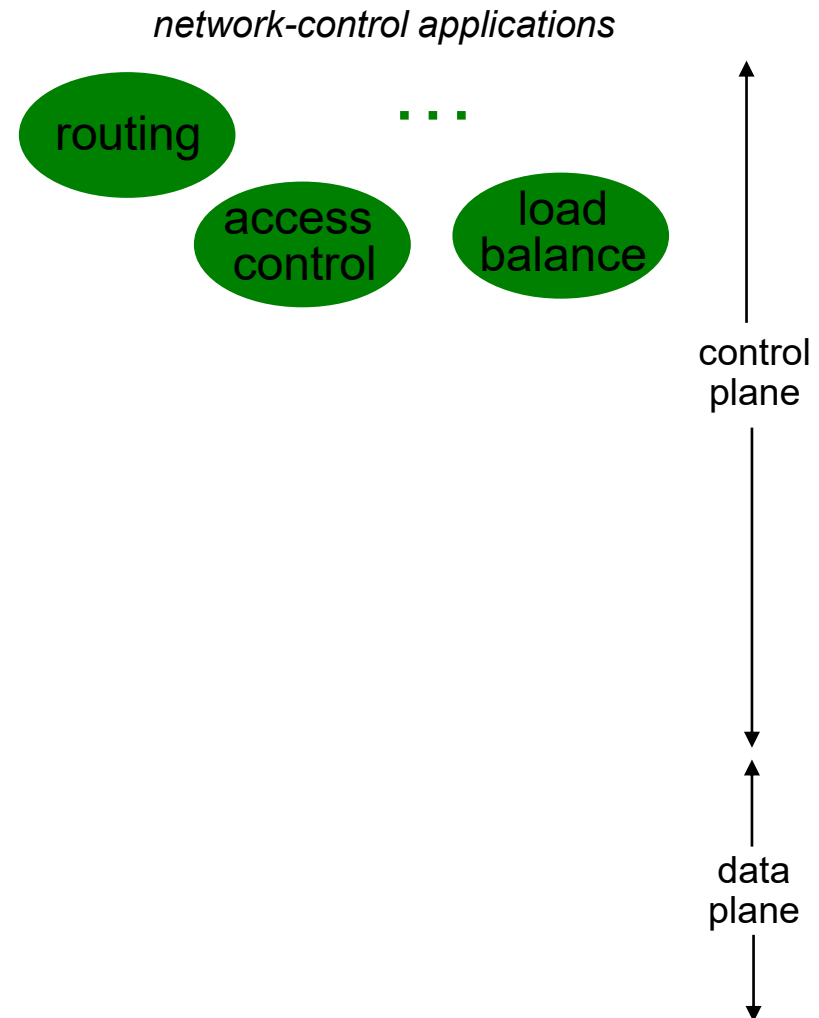 network-control applications
routing
...
access
control
load
balance
control
plane
data
plane